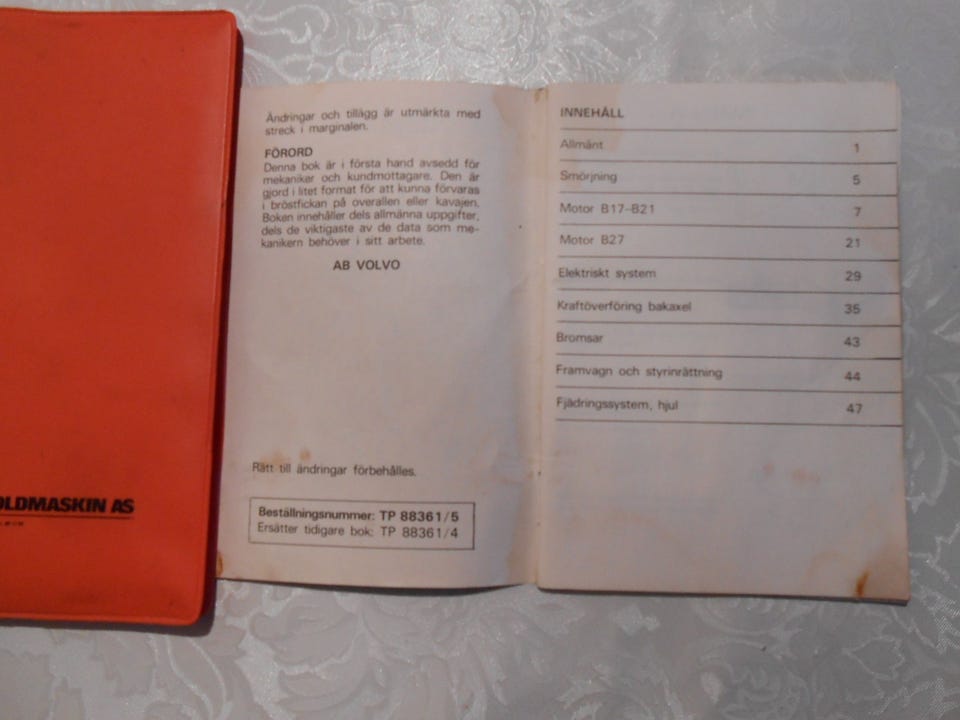 OLDMASKIN AS
Ändringar och tillägg är utmärkta med
streck i marginalen.
FÖRORD
Denna bok är i första hand avsedd för
mekaniker och kundmottagare. Den är
gjord i litet format för att kunna förvaras
i bröstfickan på overallen eller kavajen.
Boken innehåller dels allmänna uppgifter,
dels de viktigaste av de data som me-
kanikern behöver i sitt arbete.
AB VOLVO
Rätt till ändringar förbehålles.
Beställningsnummer: TP 88361/5
Ersätter tidigare bok: TP 88361/4
INNEHÅLL
Allmänt 1
Smörjning 5
Motor B17-B21 7
Motor B27 21
Elektriskt system 29
Kraftöverföring bakaxel 35
Bromsar 43
Framvagn och styrinrättning 44
Fjädringssystem, hjul 47